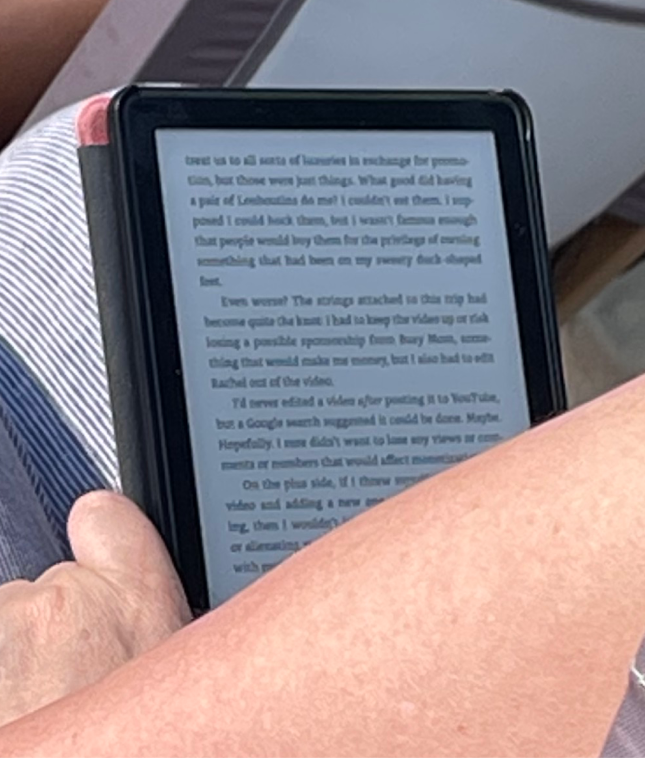 treat us to all sorts of luxuries in exchange for promo-
tion, but those were just things. What good did having
a pair of Louboutins do me? I couldn't eat them. I sup-
posed I could hock them, but I wasn't famous enough
that people would buy them for the privilege of owning
something that had been on my sweaty duck-shaped
feet.
Even worse? The strings attached to this trip had
become quite the knot: I had to keep the video up or risk
losing a possible sponsorship from Busy Mom, some-
thing that would make me money, but I also had to edit
Rachel out of the video.
I'd never edited a video after posting it to YouTube,
but a Google search suggested it could be done. Maybe.
Hopefully. I sure didn't want to lose any views or com-
ments or numbers that would affect
On the plus side, if I threw
video and adding a new
ing, then I wouldn't
or alienating
with